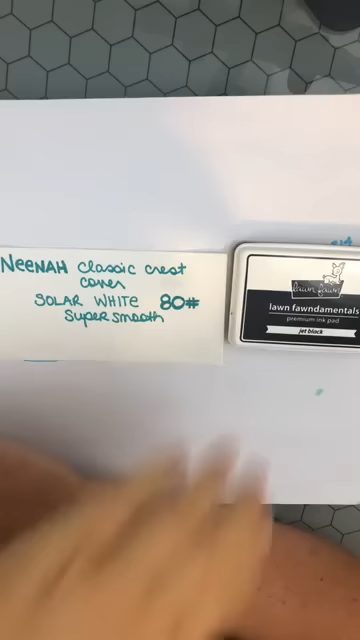 NEENAH classic crest
cover
SOLAR WHITE 80#
Super smooth
lawn fawn
lawn fawndamentals
premium ink pad
jet black